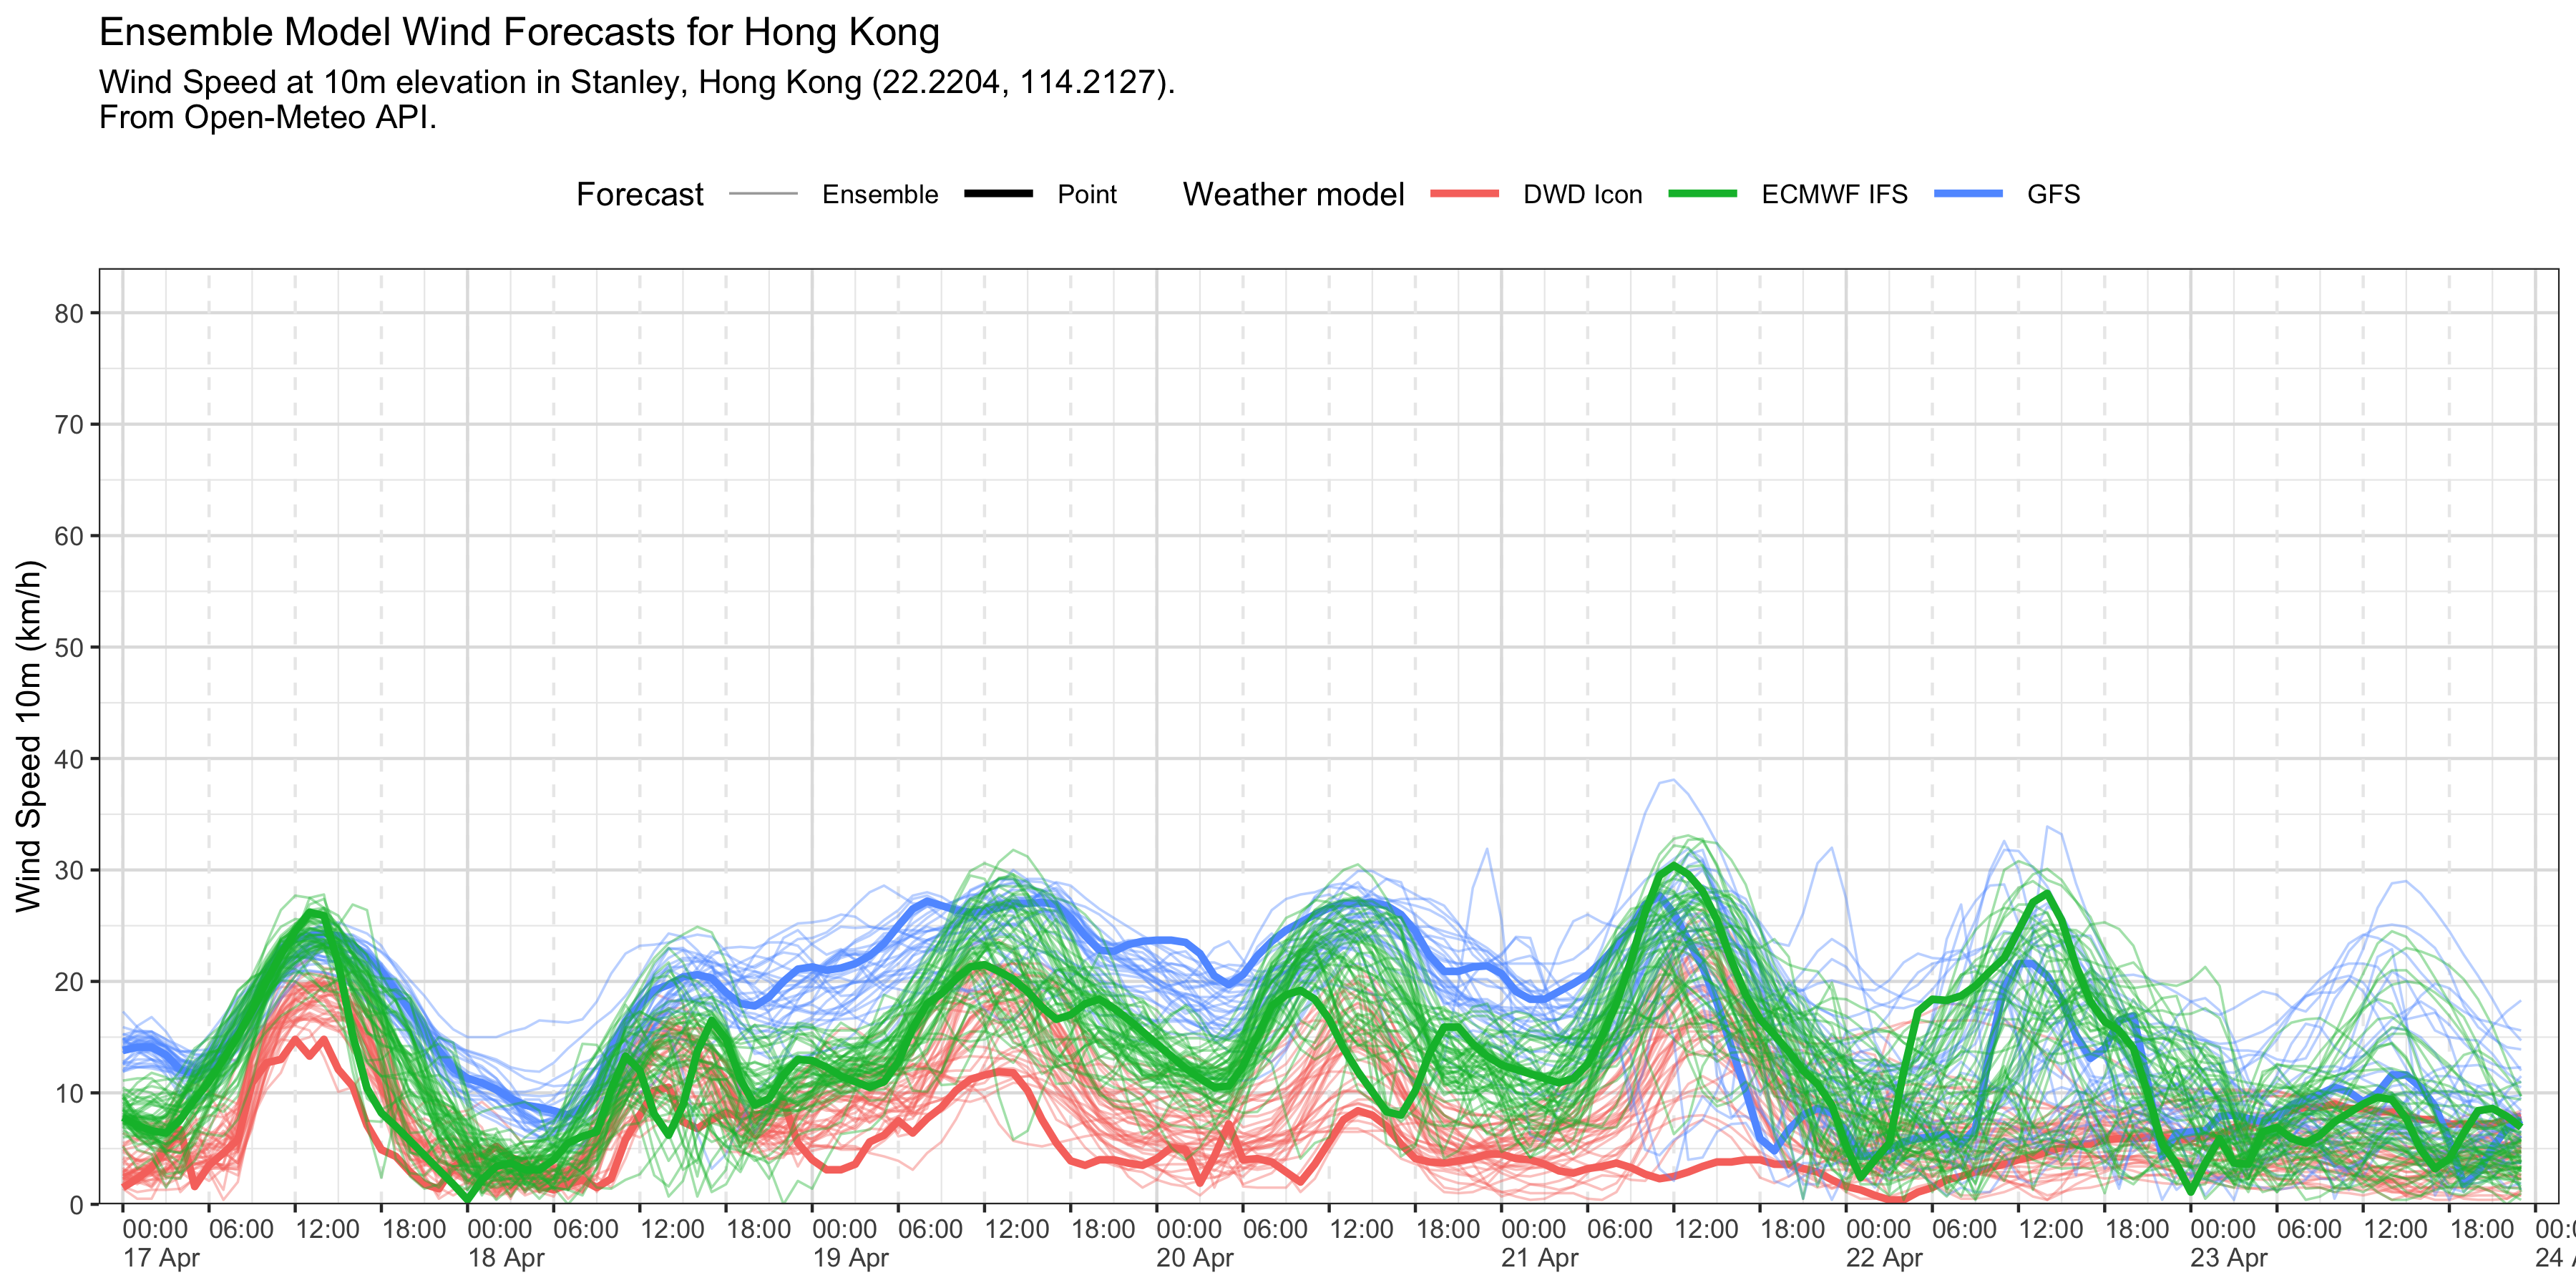 Ensemble Model Wind Forecasts for Hong Kong
Wind Speed at 10m elevation in Stanley, Hong Kong (22.2204, 114.2127).
From Open-Meteo API.
Forecast Ensemble Point Weather model DWD Icon ECMWF IFS GFS
Wind Speed 10m (km/h)
80
70
60
50
40
30
20
10
0
00:00 06:00 12:00 18:00 00:00 06:00 12:00 18:00 00:00 06:00 12:00 18:00 00:00 06:00 12:00 18:00 00:00 06:00 12:00 18:00 00:00 06:00 12:00 18:00 00:00 06:00 12:00 18:00 00:0
17 Apr 18 Apr 19 Apr 20 Apr 21 Apr 22 Apr 23 Apr 24 A